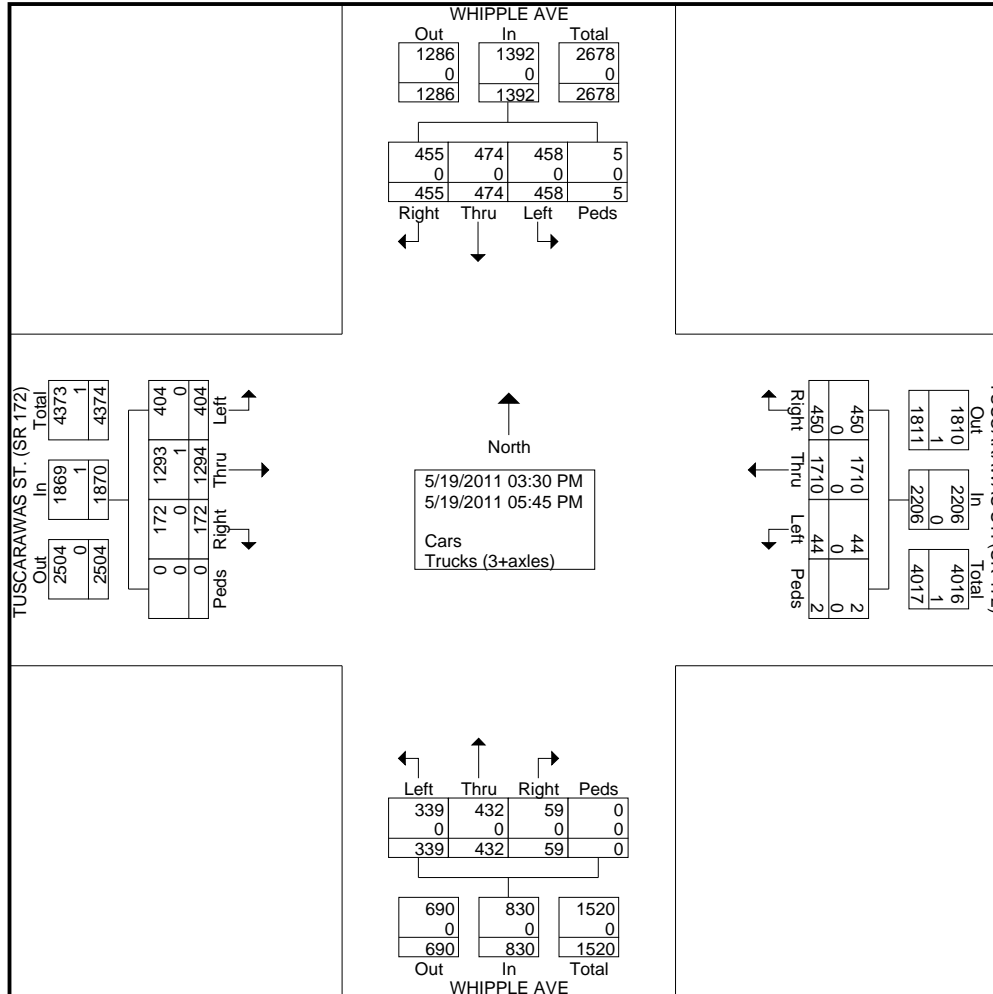 WHIPPLE AVE
Out In Total
1286 1392 2678
0 0 0
1286 1392 2678
455 474 458 5
0 0 0 0
455 474 458 5
Right Thru Left Peds
TUSCARAWAS ST. (SR 172)
Total In Out
4373 1869 2504
1 1 0
4374 1870 2504
404 1293 172 0
0 1 0 0
404 1294 172 0
Left Thru Right Peds
North
5/19/2011 03:30 PM
5/19/2011 05:45 PM
Cars
Trucks (3+axles)
Out In Total
1810 2206 4016
1 0 1
1811 2206 4017
450 1710 44 2
0 0 0 0
450 1710 44 2
Right Thru Left Peds
Left Thru Right Peds
339 432 59 0
0 0 0 0
339 432 59 0
690 830 1520
0 0 0
690 830 1520
Out In Total
WHIPPLE AVE